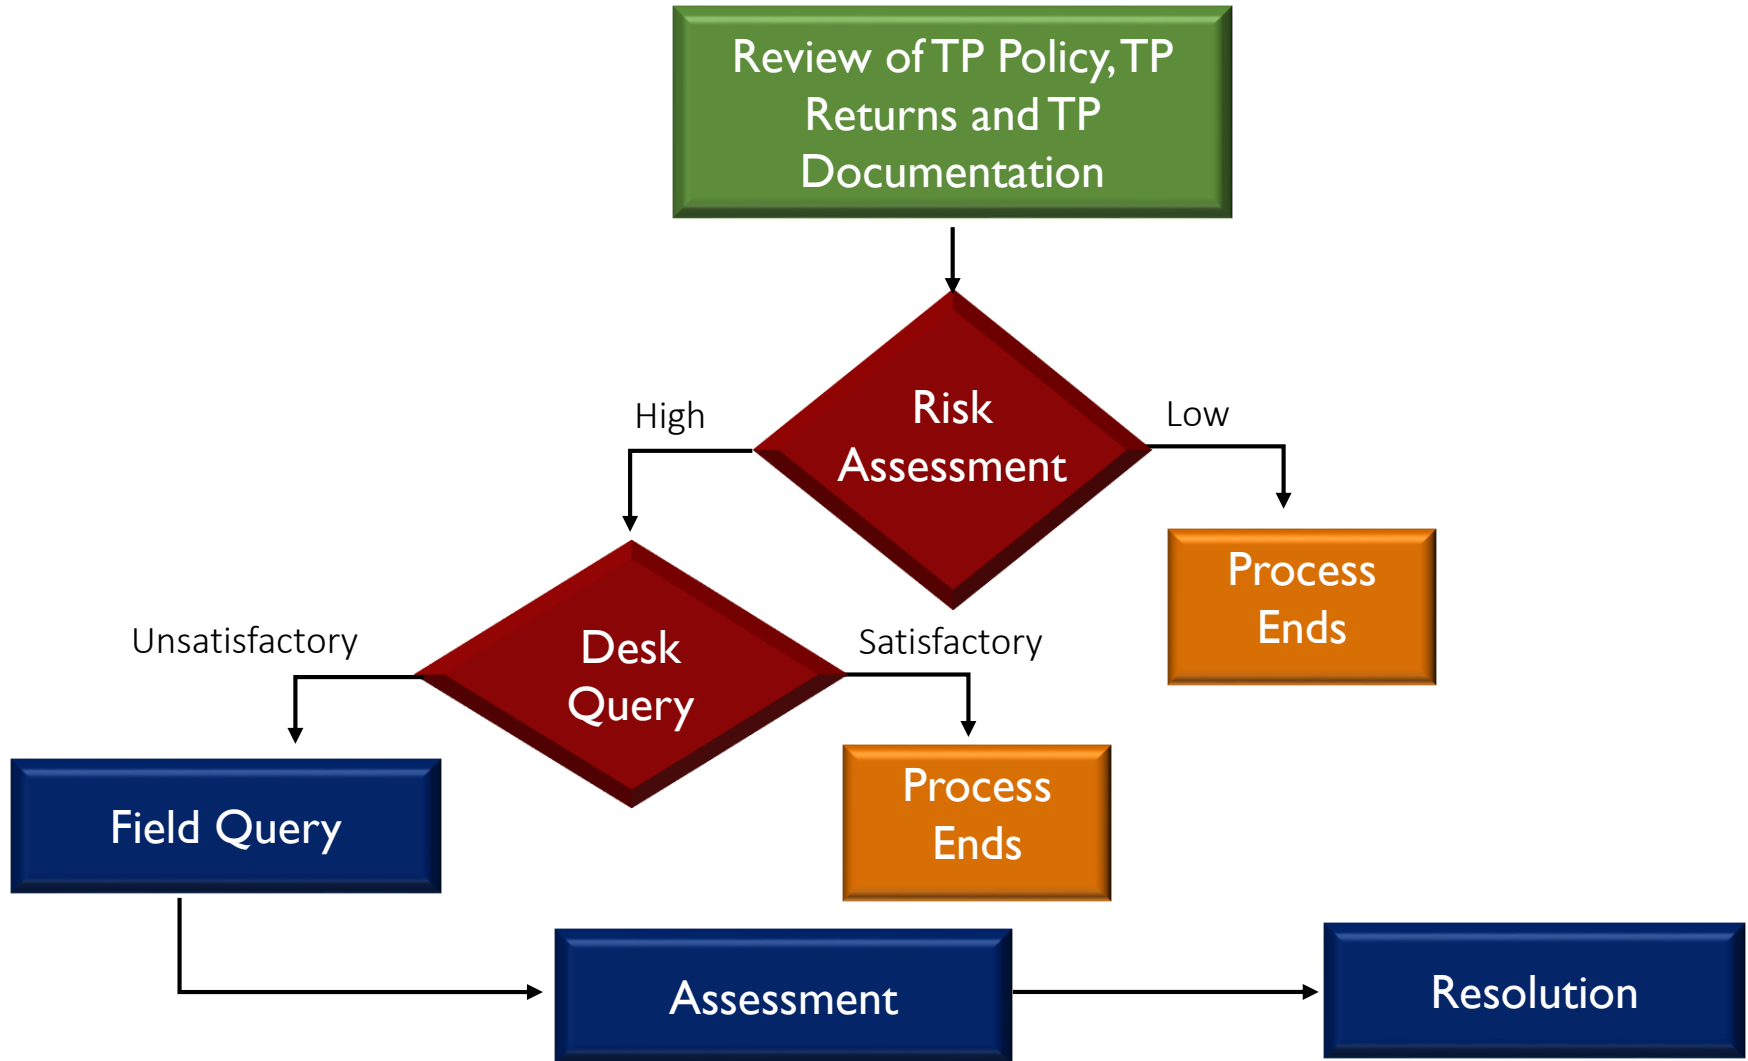 Review of TP Policy, TP
Returns and TP
Documentation
High
Risk
Assessment
Low
Process
Ends
Unsatisfactory
Desk
Query
Satisfactory
Process
Ends
Field Query
Assessment
Resolution